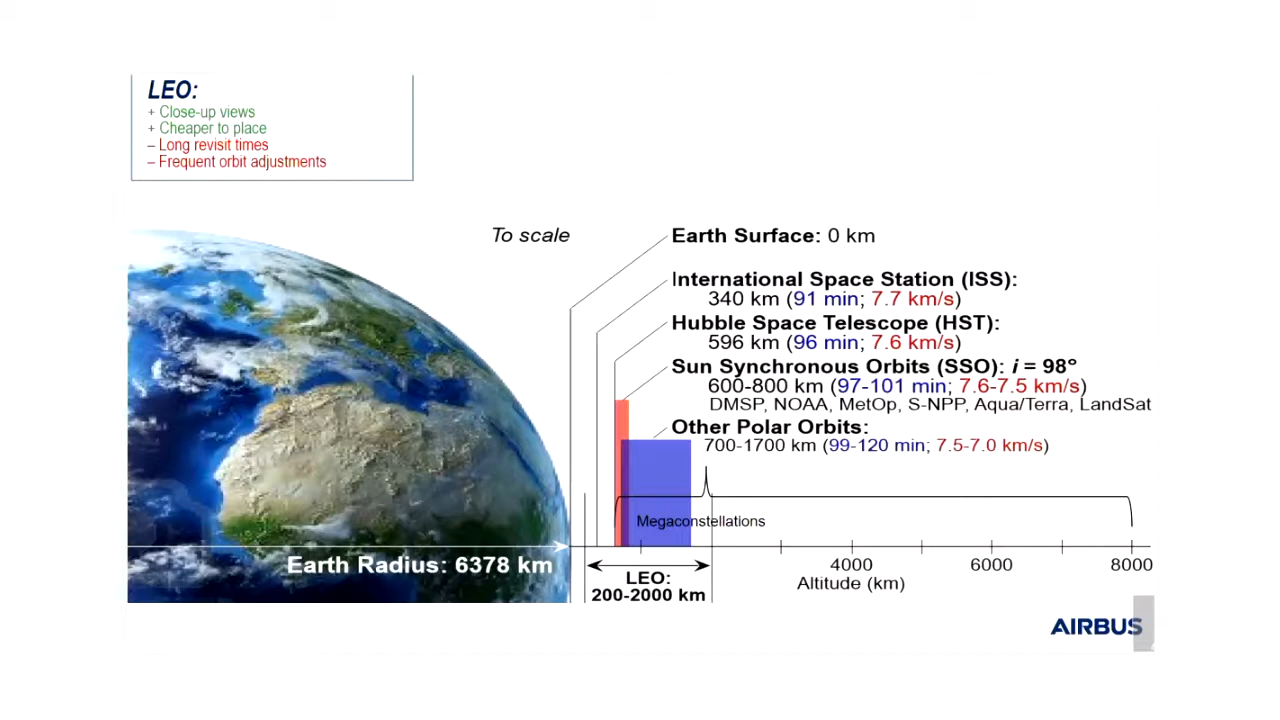 LEO:
+ Close-up views
+ Cheaper to place
– Long revisit times
– Frequent orbit adjustments
To scale
Earth Surface: 0 km
International Space Station (ISS):
340 km (91 min; 7.7 km/s)
Hubble Space Telescope (HST):
596 km (96 min; 7.6 km/s)
Sun Synchronous Orbits (SSO): i = 98°
600-800 km (97-101 min; 7.6-7.5 km/s)
DMSP, NOAA, MetOp, S-NPP, Aqua/Terra, LandSat
Other Polar Orbits:
700-1700 km (99-120 min; 7.5-7.0 km/s)
Megaconstellations
Earth Radius: 6378 km
LEO:
200-2000 km
4000 6000 8000
Altitude (km)
AIRBUS